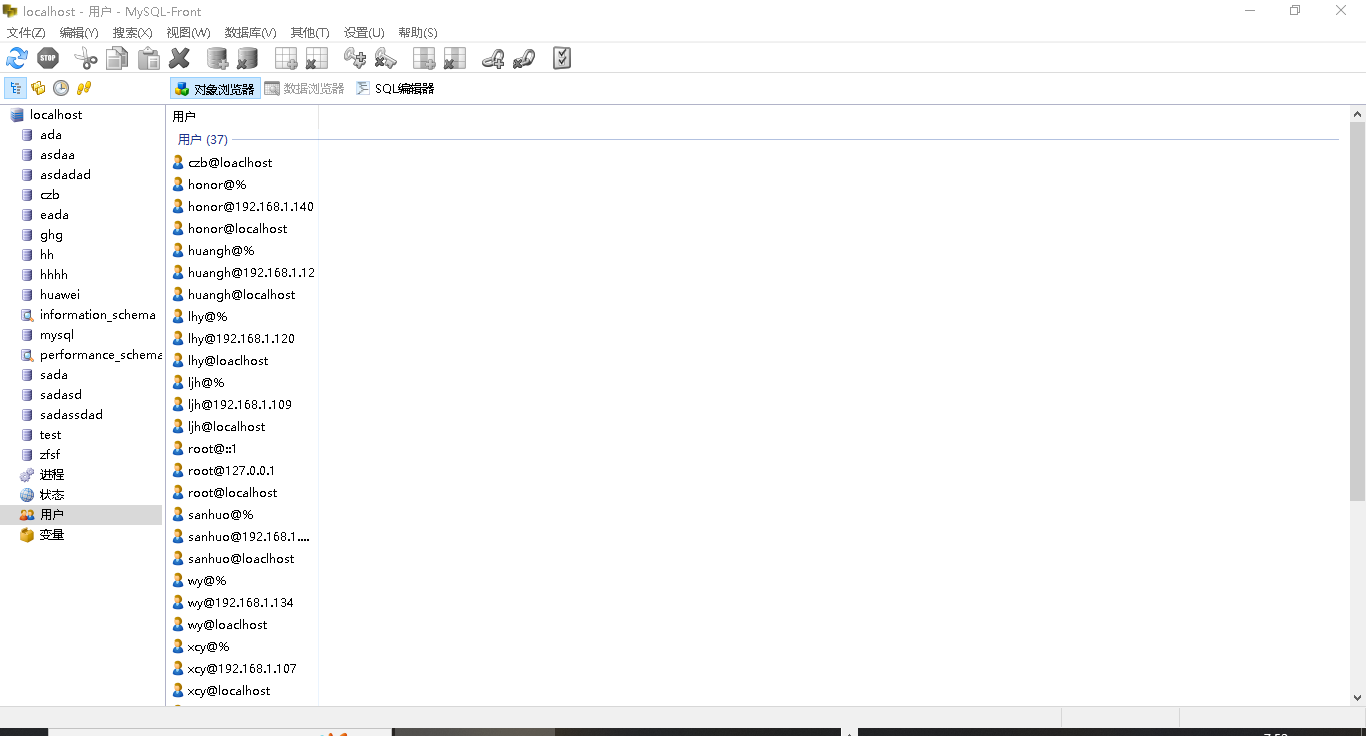 localhost - 用户 - MySQL-Front
文件(Z) 编辑(Y) 搜索(X) 视图(W) 数据库(V) 其他(T) 设置(U) 帮助(S)
STOP
对象浏览器 数据浏览器 SQL编辑器
localhost
ada
asdaa
asdadad
czb
eada
ghg
hh
hhhh
huawei
information_schema
mysql
performance_schema
sada
sadasd
sadassdad
test
zfsf
进程
状态
用户
变量
用户
用户 (37)
czb@loaclhost
honor@%
honor@192.168.1.140
honor@localhost
huangh@%
huangh@192.168.1.12
huangh@localhost
lhy@%
lhy@192.168.1.120
lhy@loaclhost
ljh@%
ljh@192.168.1.109
ljh@localhost
root@::1
root@127.0.0.1
root@localhost
sanhuo@%
sanhuo@192.168.1....
sanhuo@loaclhost
wy@%
wy@192.168.1.134
wy@loaclhost
xcy@%
xcy@192.168.1.107
xcy@localhost